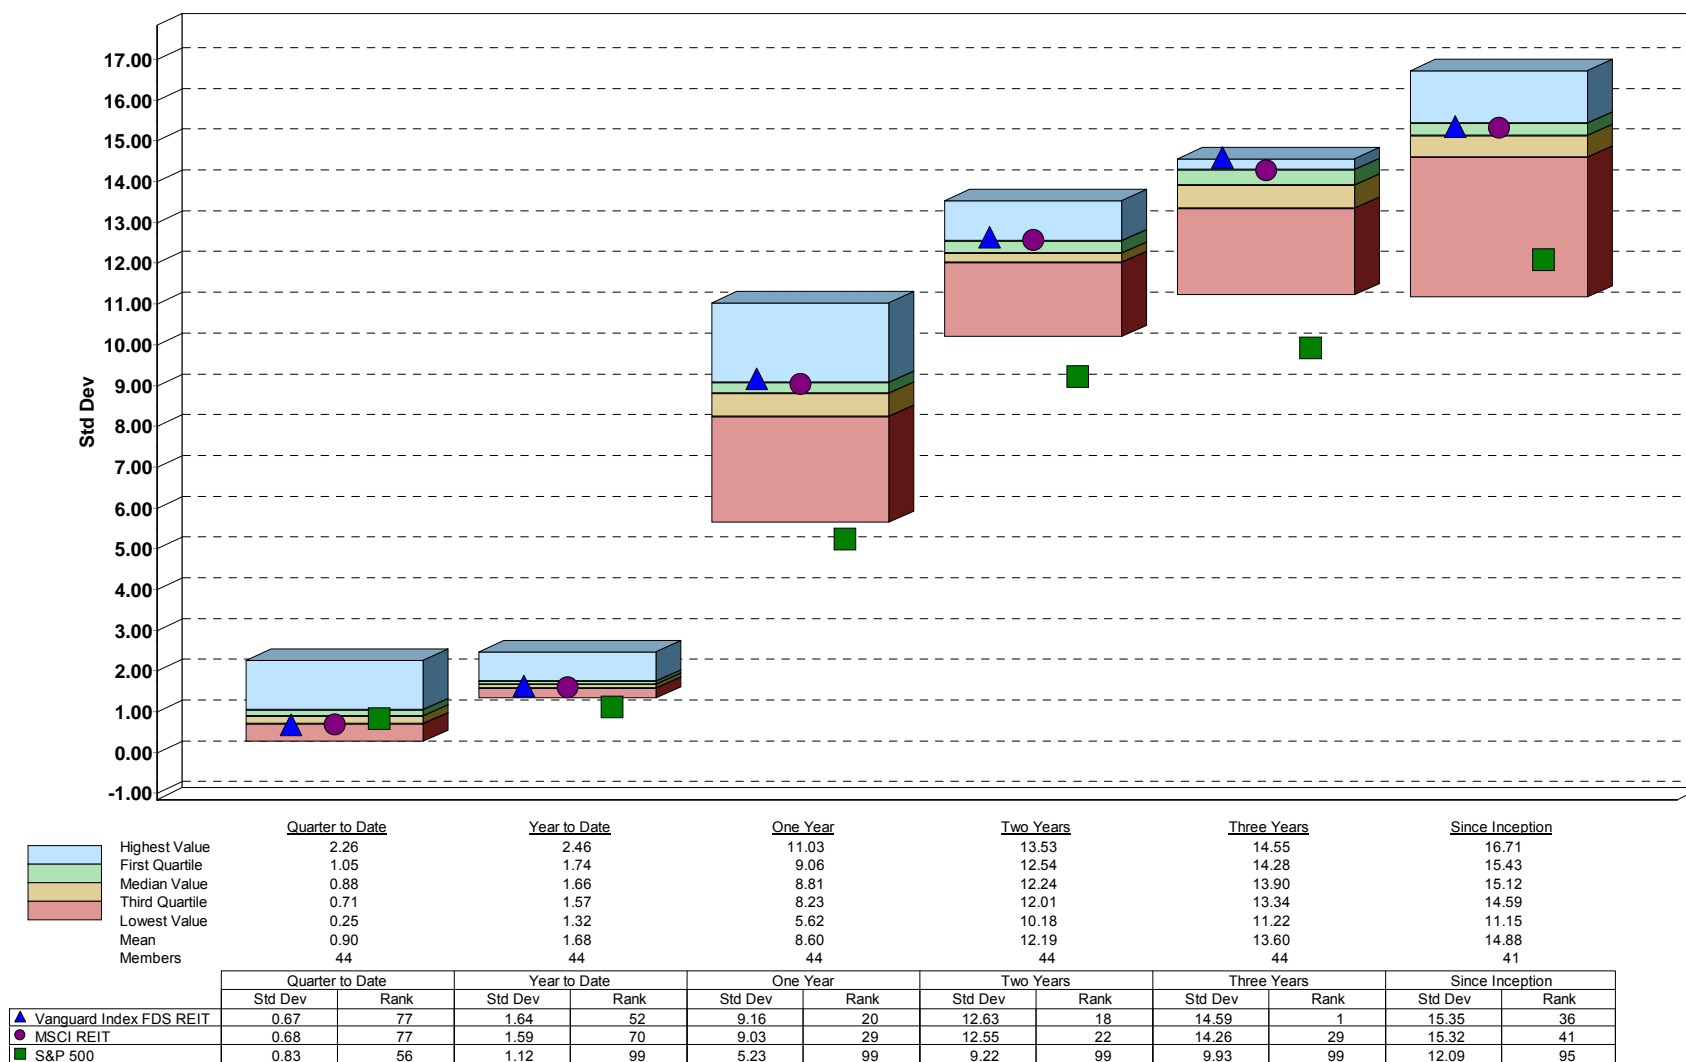 17.00
16.00
15.00
14.00
13.00
12.00
11.00
10.00
9.00
8.00
7.00
6.00
5.00
4.00
3.00
2.00
1.00
0.00
-1.00
Std Dev
Quarter to Date Year to Date One Year Two Years Three Years Since Inception
Highest Value 2.26 2.46 11.03 13.53 14.55 16.71
First Quartile 1.05 1.74 9.06 12.54 14.28 15.43
Median Value 0.88 1.66 8.81 12.24 13.90 15.12
Third Quartile 0.71 1.57 8.23 12.01 13.34 14.59
Lowest Value 0.25 1.32 5.62 10.18 11.22 11.15
Mean 0.90 1.68 8.60 12.19 13.60 14.88
Members 44 44 44 44 44 41
Quarter to Date Year to Date One Year Two Years Three Years Since Inception
Std Dev Rank Std Dev Rank Std Dev Rank Std Dev Rank Std Dev Rank Std Dev Rank
Vanguard Index FDS REIT 0.67 77 1.64 52 9.16 20 12.63 18 14.59 1 15.35 36
MSCI REIT 0.68 77 1.59 70 9.03 29 12.55 22 14.26 29 15.32 41
S&P 500 0.83 56 1.12 99 5.23 99 9.22 99 9.93 99 12.09 95